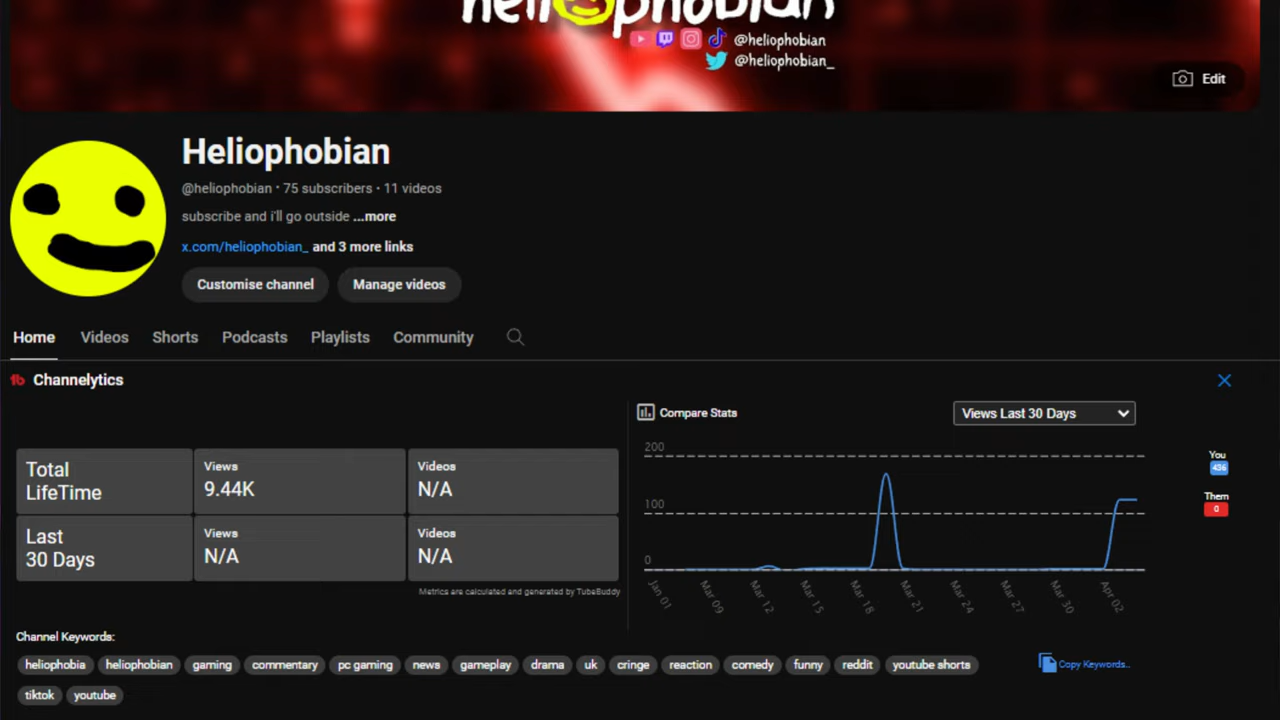 heliophobian
@heliophobian
@heliophobian_
Edit
Heliophobian
@heliophobian · 75 subscribers · 11 videos
subscribe and i'll go outside ...more
x.com/heliophobian_ and 3 more links
Customise channel
Manage videos
Home Videos Shorts Podcasts Playlists Community
tb Channelytics
Compare Stats
Views Last 30 Days
Total LifeTime
Views
9.44K
Videos
N/A
Last 30 Days
Views
N/A
Videos
N/A
Metrics are calculated and generated by TubeBuddy
200
100
0
Jan 01 Mar 09 Mar 12 Mar 15 Mar 18 Mar 21 Mar 24 Mar 27 Mar 30 Apr 02
You
436
Them
0
Channel Keywords:
heliophobia heliophobian gaming commentary pc gaming news gameplay drama uk cringe reaction comedy funny reddit youtube shorts
Copy Keywords..
tiktok youtube